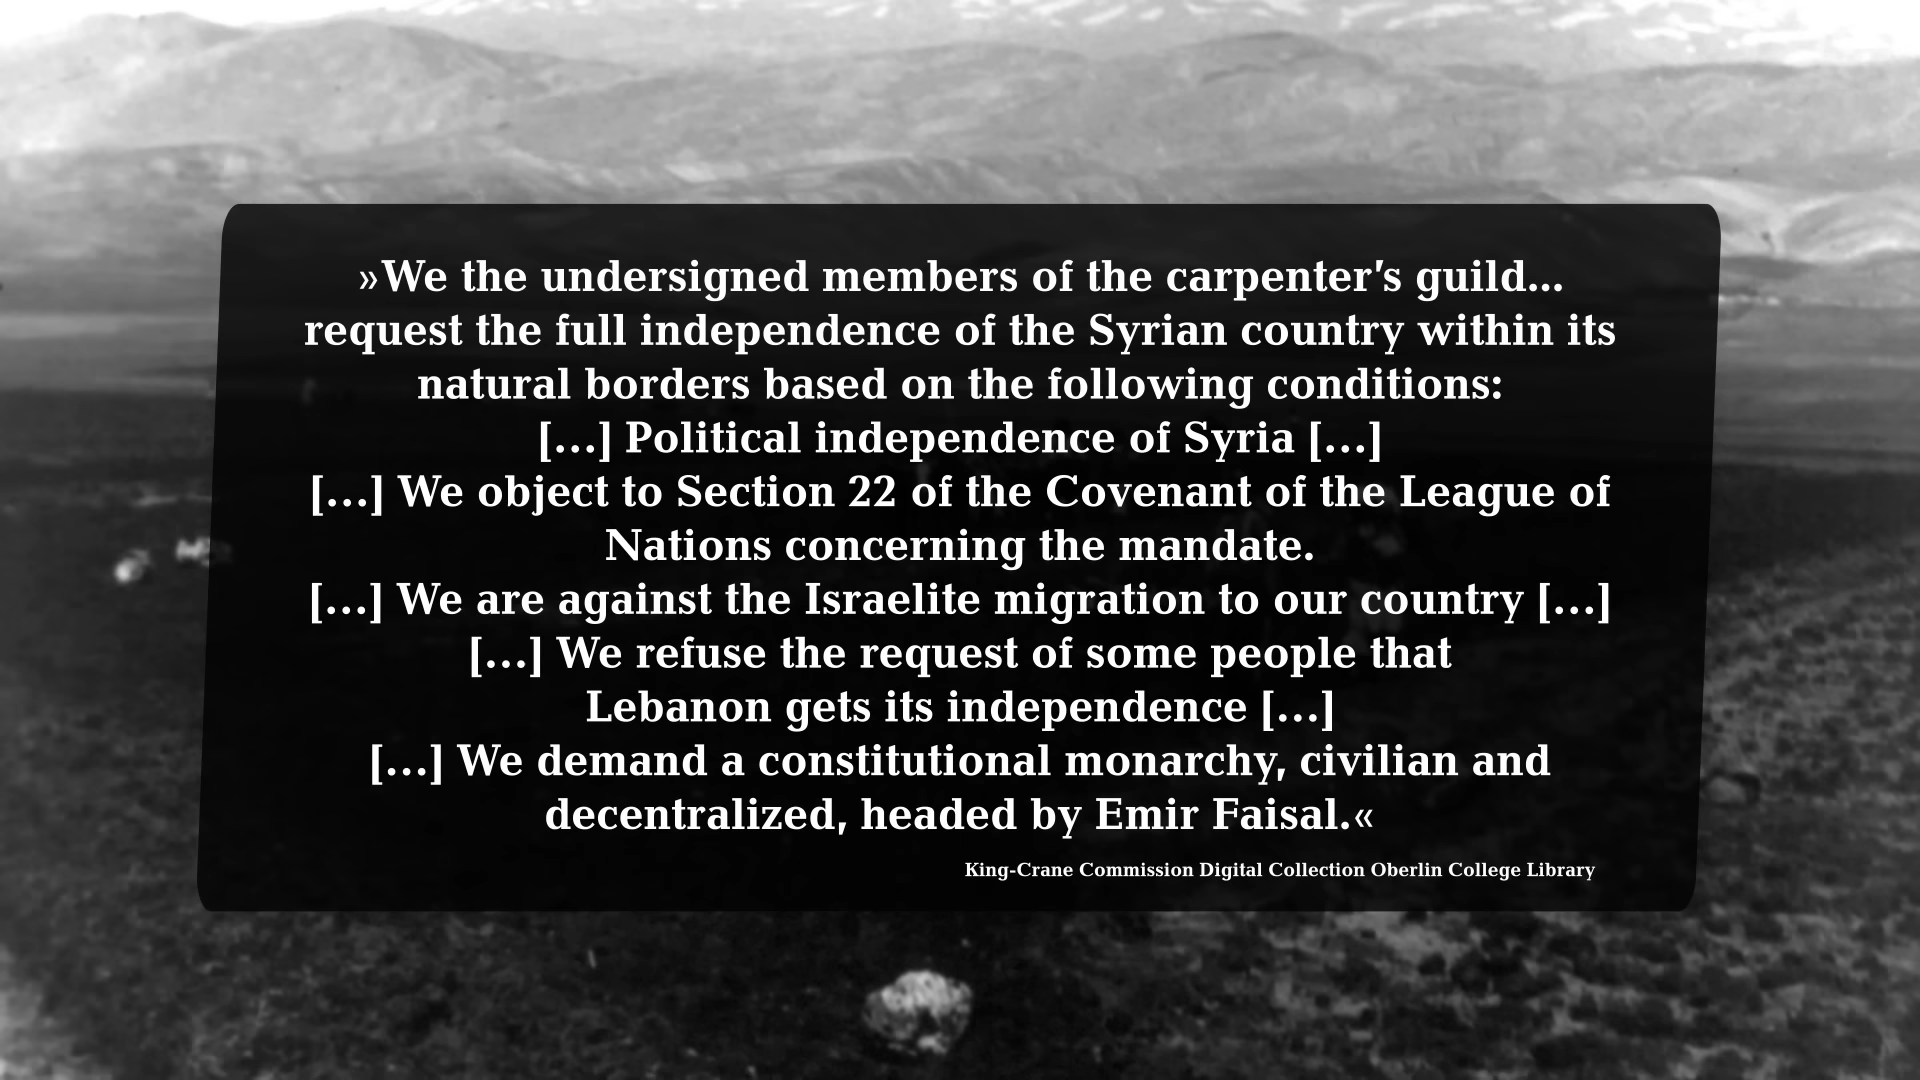 »We the undersigned members of the carpenter's guild...
request the full independence of the Syrian country within its
natural borders based on the following conditions:
[...] Political independence of Syria [...]
[...] We object to Section 22 of the Covenant of the League of
Nations concerning the mandate.
[...] We are against the Israelite migration to our country [...]
[...] We refuse the request of some people that
Lebanon gets its independence [...]
[...] We demand a constitutional monarchy, civilian and
decentralized, headed by Emir Faisal.«
King-Crane Commission Digital Collection Oberlin College Library